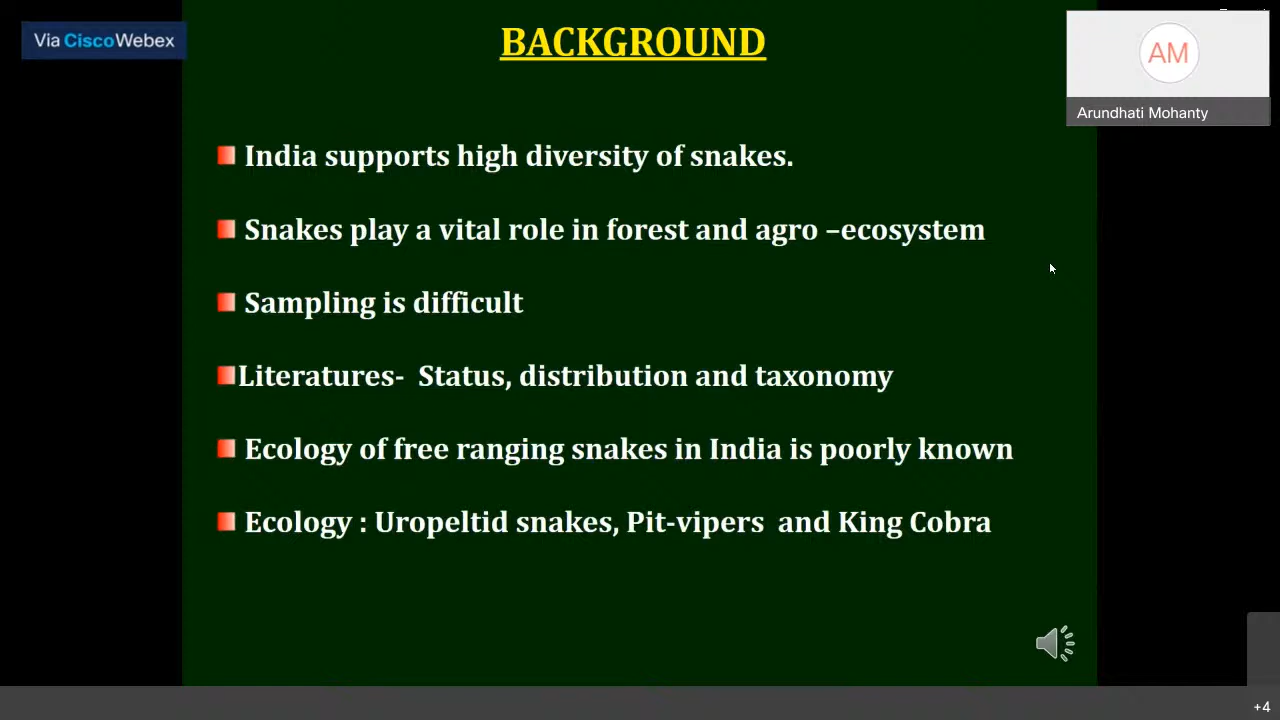 Via CiscoWebex
BACKGROUND
AM
Arundhati Mohanty
India supports high diversity of snakes.
Snakes play a vital role in forest and agro –ecosystem
Sampling is difficult
Literatures-  Status, distribution and taxonomy
Ecology of free ranging snakes in India is poorly known
Ecology : Uropeltid snakes, Pit-vipers  and King Cobra
+4